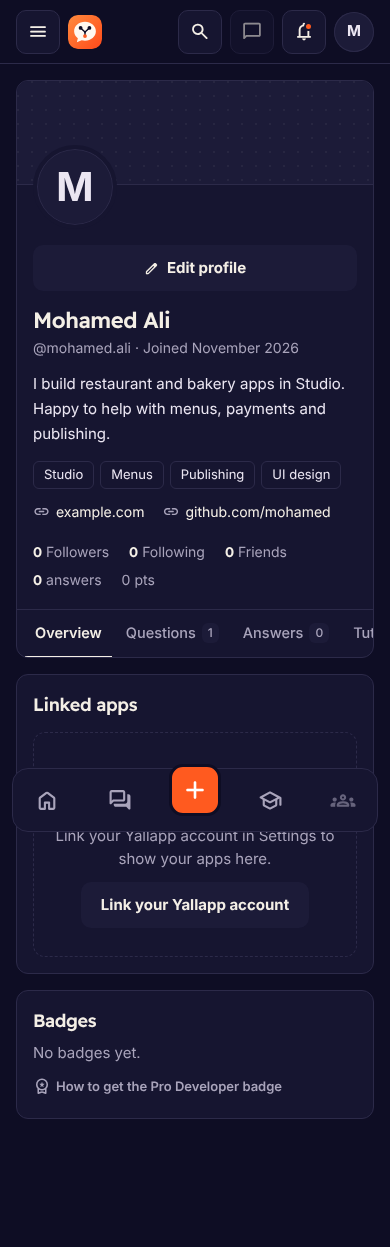 M
M
Edit profile
Mohamed Ali
@mohamed.ali · Joined November 2026
I build restaurant and bakery apps in Studio.
Happy to help with menus, payments and
publishing.
Studio Menus Publishing UI design
example.com github.com/mohamed
0 Followers 0 Following 0 Friends
0 answers 0 pts
Overview Questions 1 Answers 0 Tut
Linked apps
Link your Yallapp account in Settings to
show your apps here.
Link your Yallapp account
Badges
No badges yet.
How to get the Pro Developer badge